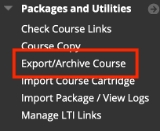 Packages and Utilities
Check Course Links
Course Copy
Export/Archive Course
Import Course Cartridge
Import Package / View Logs
Manage LTI Links